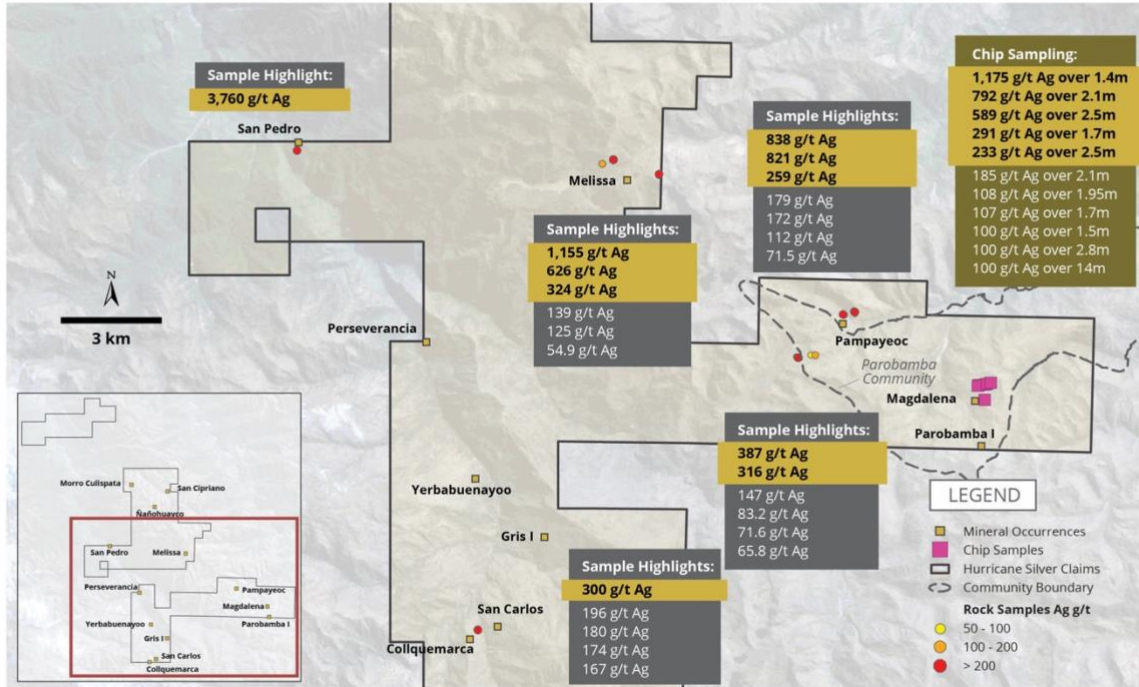 Sample Highlight:
3,760 g/t Ag
San Pedro
Melissa
Sample Highlights:
1,155 g/t Ag
626 g/t Ag
324 g/t Ag
139 g/t Ag
125 g/t Ag
54.9 g/t Ag
Sample Highlights:
838 g/t Ag
821 g/t Ag
259 g/t Ag
179 g/t Ag
172 g/t Ag
112 g/t Ag
71.5 g/t Ag
Chip Sampling:
1,175 g/t Ag over 1.4m
792 g/t Ag over 2.1m
589 g/t Ag over 2.5m
291 g/t Ag over 1.7m
233 g/t Ag over 2.5m
185 g/t Ag over 2.1m
108 g/t Ag over 1.95m
107 g/t Ag over 1.7m
100 g/t Ag over 1.5m
100 g/t Ag over 2.8m
100 g/t Ag over 14m
N
3 km
Perseverancia
Pampayeoc
Parobamba
Community
Magdalena
Parobamba I
Sample Highlights:
387 g/t Ag
316 g/t Ag
147 g/t Ag
83.2 g/t Ag
71.6 g/t Ag
65.8 g/t Ag
Yerbabuenayoo
Gris I
San Carlos
Collquemarca
Sample Highlights:
300 g/t Ag
196 g/t Ag
180 g/t Ag
174 g/t Ag
167 g/t Ag
LEGEND
Mineral Occurrences
Chip Samples
Hurricane Silver Claims
Community Boundary
Rock Samples Ag g/t
50 - 100
100 - 200
> 200
Morro Culispata
San Cipriano
Ñañohuayco
San Pedro
Melissa
Perseverancia
Pampayeoc
Magdalena
Parobamba I
Yerbabuenayoo
Gris I
San Carlos
Collquemarca